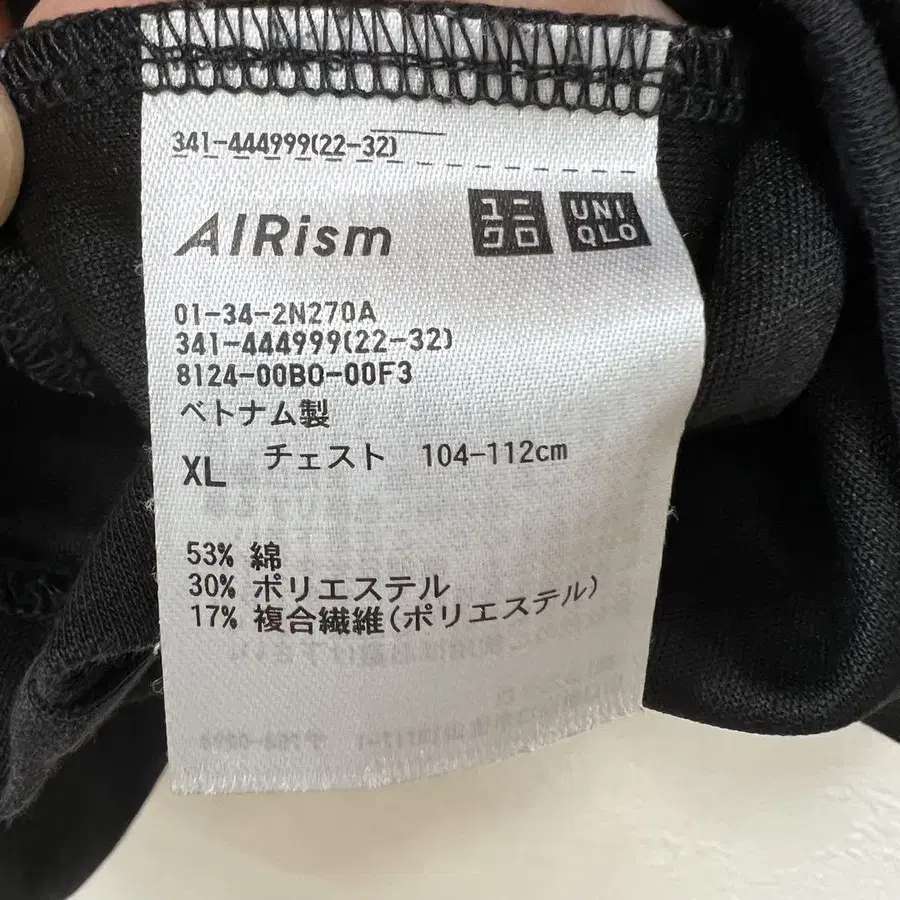 341-444999(22-32)
AIRism ユニクロ UNIQLO
01-34-2N270A
341-444999(22-32)
8124-00B0-00F3
ベトナム製
XL チェスト 104-112cm
53% 綿
30% ポリエステル
17% 複合繊維(ポリエステル)